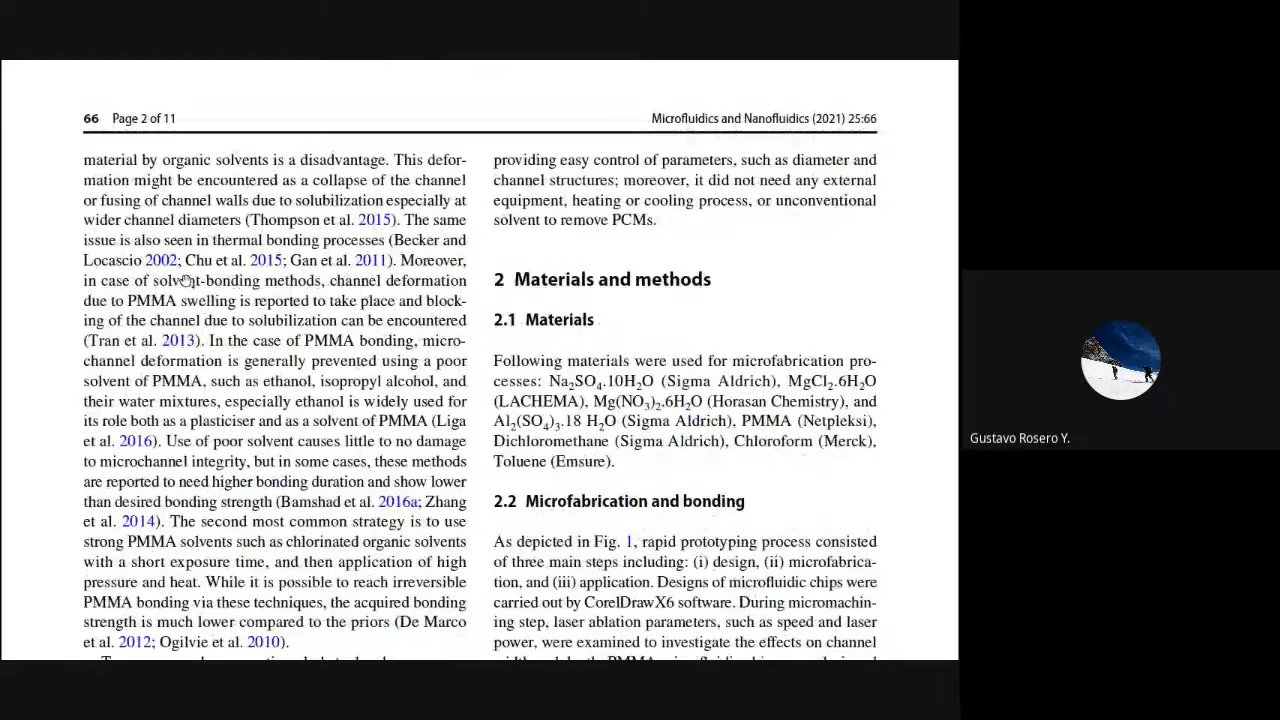 66 Page 2 of 11
Microfluidics and Nanofluidics (2021) 25:66
material by organic solvents is a disadvantage. This defor-
mation might be encountered as a collapse of the channel
or fusing of channel walls due to solubilization especially at
wider channel diameters (Thompson et al. 2015). The same
issue is also seen in thermal bonding processes (Becker and
Locascio 2002; Chu et al. 2015; Gan et al. 2011). Moreover,
in case of solvent-bonding methods, channel deformation
due to PMMA swelling is reported to take place and block-
ing of the channel due to solubilization can be encountered
(Tran et al. 2013). In the case of PMMA bonding, micro-
channel deformation is generally prevented using a poor
solvent of PMMA, such as ethanol, isopropyl alcohol, and
their water mixtures, especially ethanol is widely used for
its role both as a plasticiser and as a solvent of PMMA (Liga
et al. 2016). Use of poor solvent causes little to no damage
to microchannel integrity, but in some cases, these methods
are reported to need higher bonding duration and show lower
than desired bonding strength (Bamshad et al. 2016a; Zhang
et al. 2014). The second most common strategy is to use
strong PMMA solvents such as chlorinated organic solvents
with a short exposure time, and then application of high
pressure and heat. While it is possible to reach irreversible
PMMA bonding via these techniques, the acquired bonding
strength is much lower compared to the priors (De Marco
et al. 2012; Ogilvie et al. 2010).
providing easy control of parameters, such as diameter and
channel structures; moreover, it did not need any external
equipment, heating or cooling process, or unconventional
solvent to remove PCMs.
2 Materials and methods
2.1 Materials
Following materials were used for microfabrication pro-
cesses: Na₂SO₄.10H₂O (Sigma Aldrich), MgCl₂.6H₂O
(LACHEMA), Mg(NO₃)₂.6H₂O (Horasan Chemistry), and
Al₂(SO₄)₃.18 H₂O (Sigma Aldrich), PMMA (Netpleksi),
Dichloromethane (Sigma Aldrich), Chloroform (Merck),
Toluene (Emsure).
2.2 Microfabrication and bonding
As depicted in Fig. 1, rapid prototyping process consisted
of three main steps including: (i) design, (ii) microfabrica-
tion, and (iii) application. Designs of microfluidic chips were
carried out by CorelDrawX6 software. During micromachin-
ing step, laser ablation parameters, such as speed and laser
power, were examined to investigate the effects on channel
Gustavo Rosero Y.